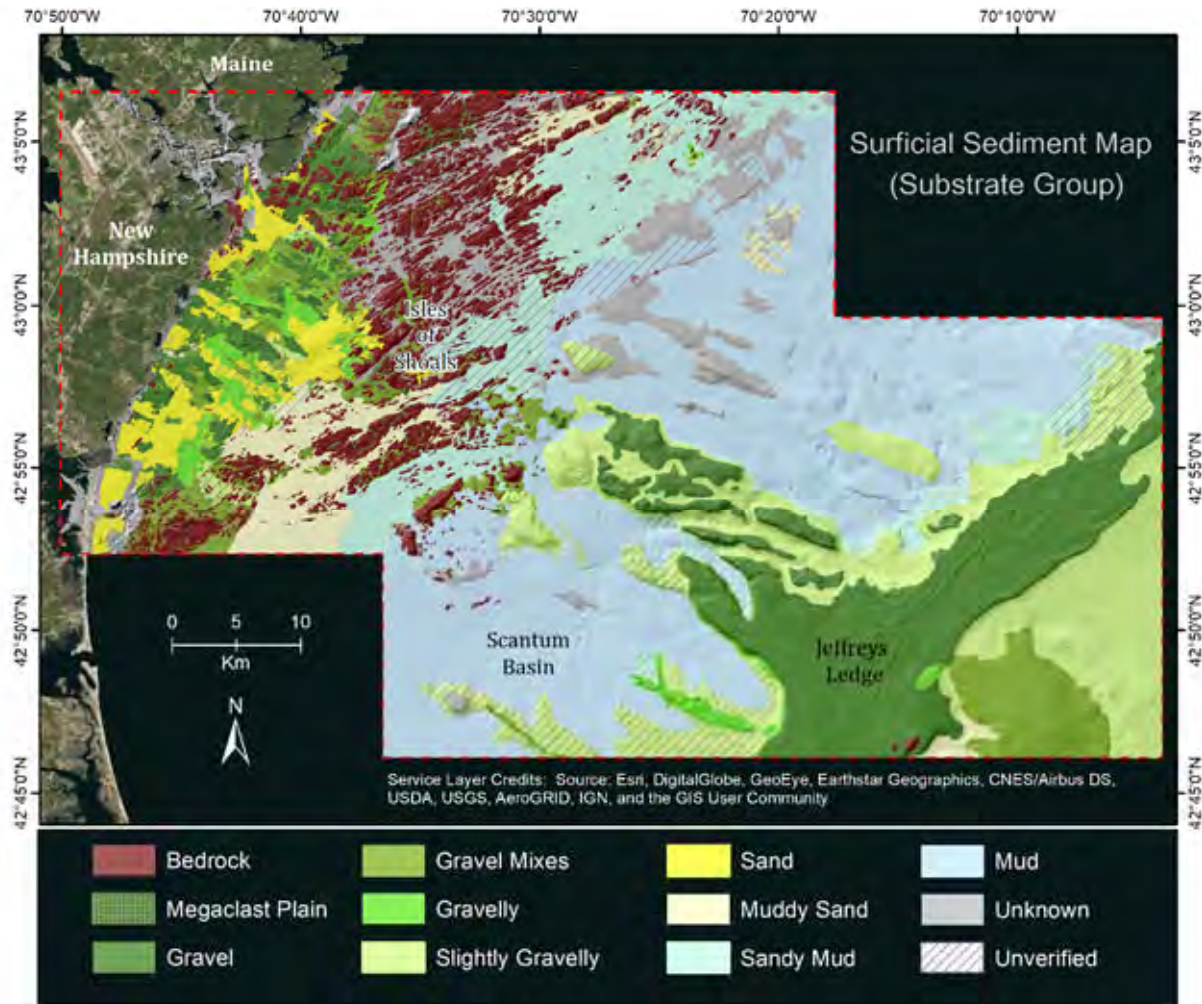 70°50'0"W 70°40'0"W 70°30'0"W 70°20'0"W 70°10'0"W
Maine
43°5'0"N
43°5'0"N
Surficial Sediment Map
(Substrate Group)
New
Hampshire
43°0'0"N
43°0'0"N
Isles
of
Shoals
42°55'0"N
42°55'0"N
0 5 10
Km
N
42°50'0"N
42°50'0"N
Scantum
Basin
Jeffreys
Ledge
42°45'0"N
42°45'0"N
Service Layer Credits: Source: Esri, DigitalGlobe, GeoEye, Earthstar Geographics, CNES/Airbus DS,
USDA, USGS, AeroGRID, IGN, and the GIS User Community
Bedrock Gravel Mixes Sand Mud
Megaclast Plain Gravelly Muddy Sand Unknown
Gravel Slightly Gravelly Sandy Mud Unverified